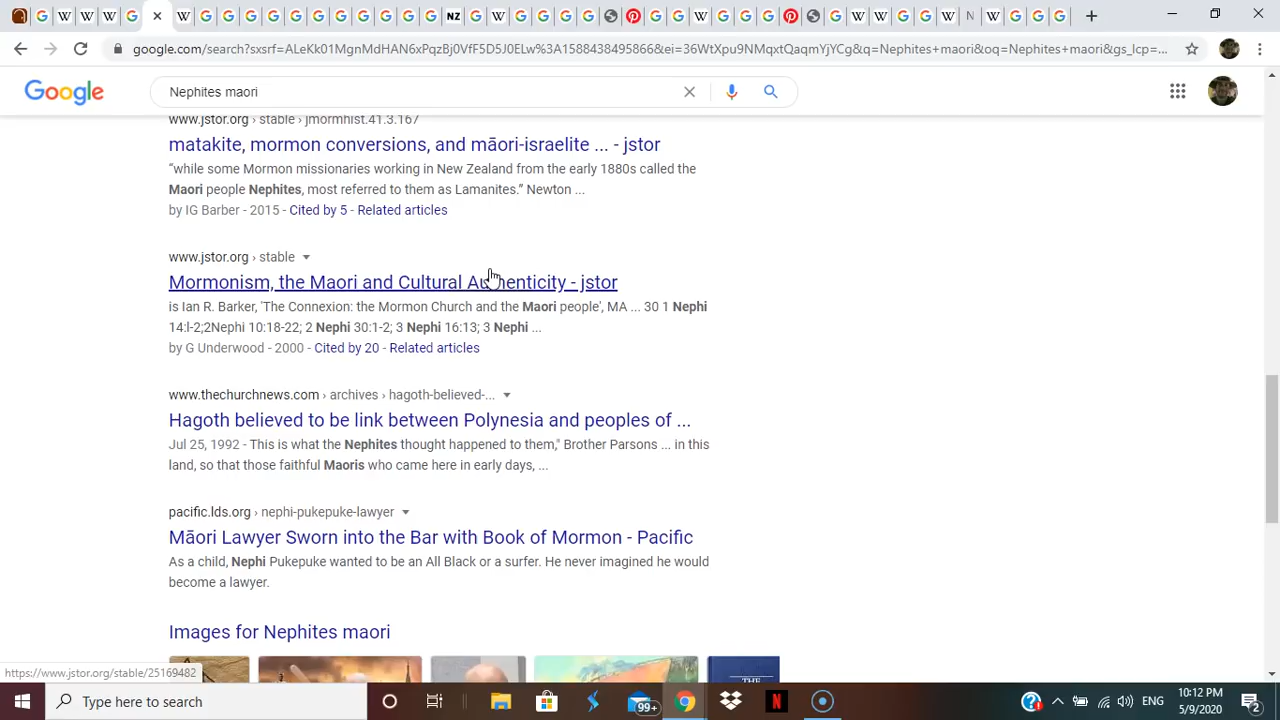 google.com/search?sxsrf=ALeKk01MgnMdHAN6xPqzBj0VfF5D5J0ELw%3A1588438495866&ei=36WtXpu9NMqxtQaqmYjYCg&q=Nephites+maori&oq=Nephites+maori&gs_lcp=...
Google
Nephites maori
www.jstor.org › stable › jmormhist.41.3.167
matakite, mormon conversions, and māori-israelite ... - jstor
“while some Mormon missionaries working in New Zealand from the early 1880s called the
Maori people Nephites, most referred to them as Lamanites.” Newton ...
by IG Barber - 2015 - Cited by 5 - Related articles
www.jstor.org › stable
Mormonism, the Maori and Cultural Authenticity - jstor
is Ian R. Barker, 'The Connexion: the Mormon Church and the Maori people', MA ... 30 1 Nephi
14:l-2;2Nephi 10:18-22; 2 Nephi 30:1-2; 3 Nephi 16:13; 3 Nephi ...
by G Underwood - 2000 - Cited by 20 - Related articles
www.thechurchnews.com › archives › hagoth-believed-...
Hagoth believed to be link between Polynesia and peoples of ...
Jul 25, 1992 - This is what the Nephites thought happened to them," Brother Parsons ... in this
land, so that those faithful Maoris who came here in early days, ...
pacific.lds.org › nephi-pukepuke-lawyer
Māori Lawyer Sworn into the Bar with Book of Mormon - Pacific
As a child, Nephi Pukepuke wanted to be an All Black or a surfer. He never imagined he would
become a lawyer.
Images for Nephites maori
THE
https://www.jstor.org/stable/25169482
Type here to search
99+
ENG
10:12 PM
5/9/2020
2